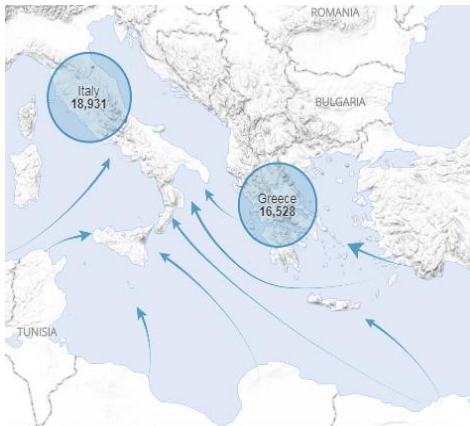 ROMANIA
Italy
18,931
BULGARIA
Greece
16,528
TUNISIA